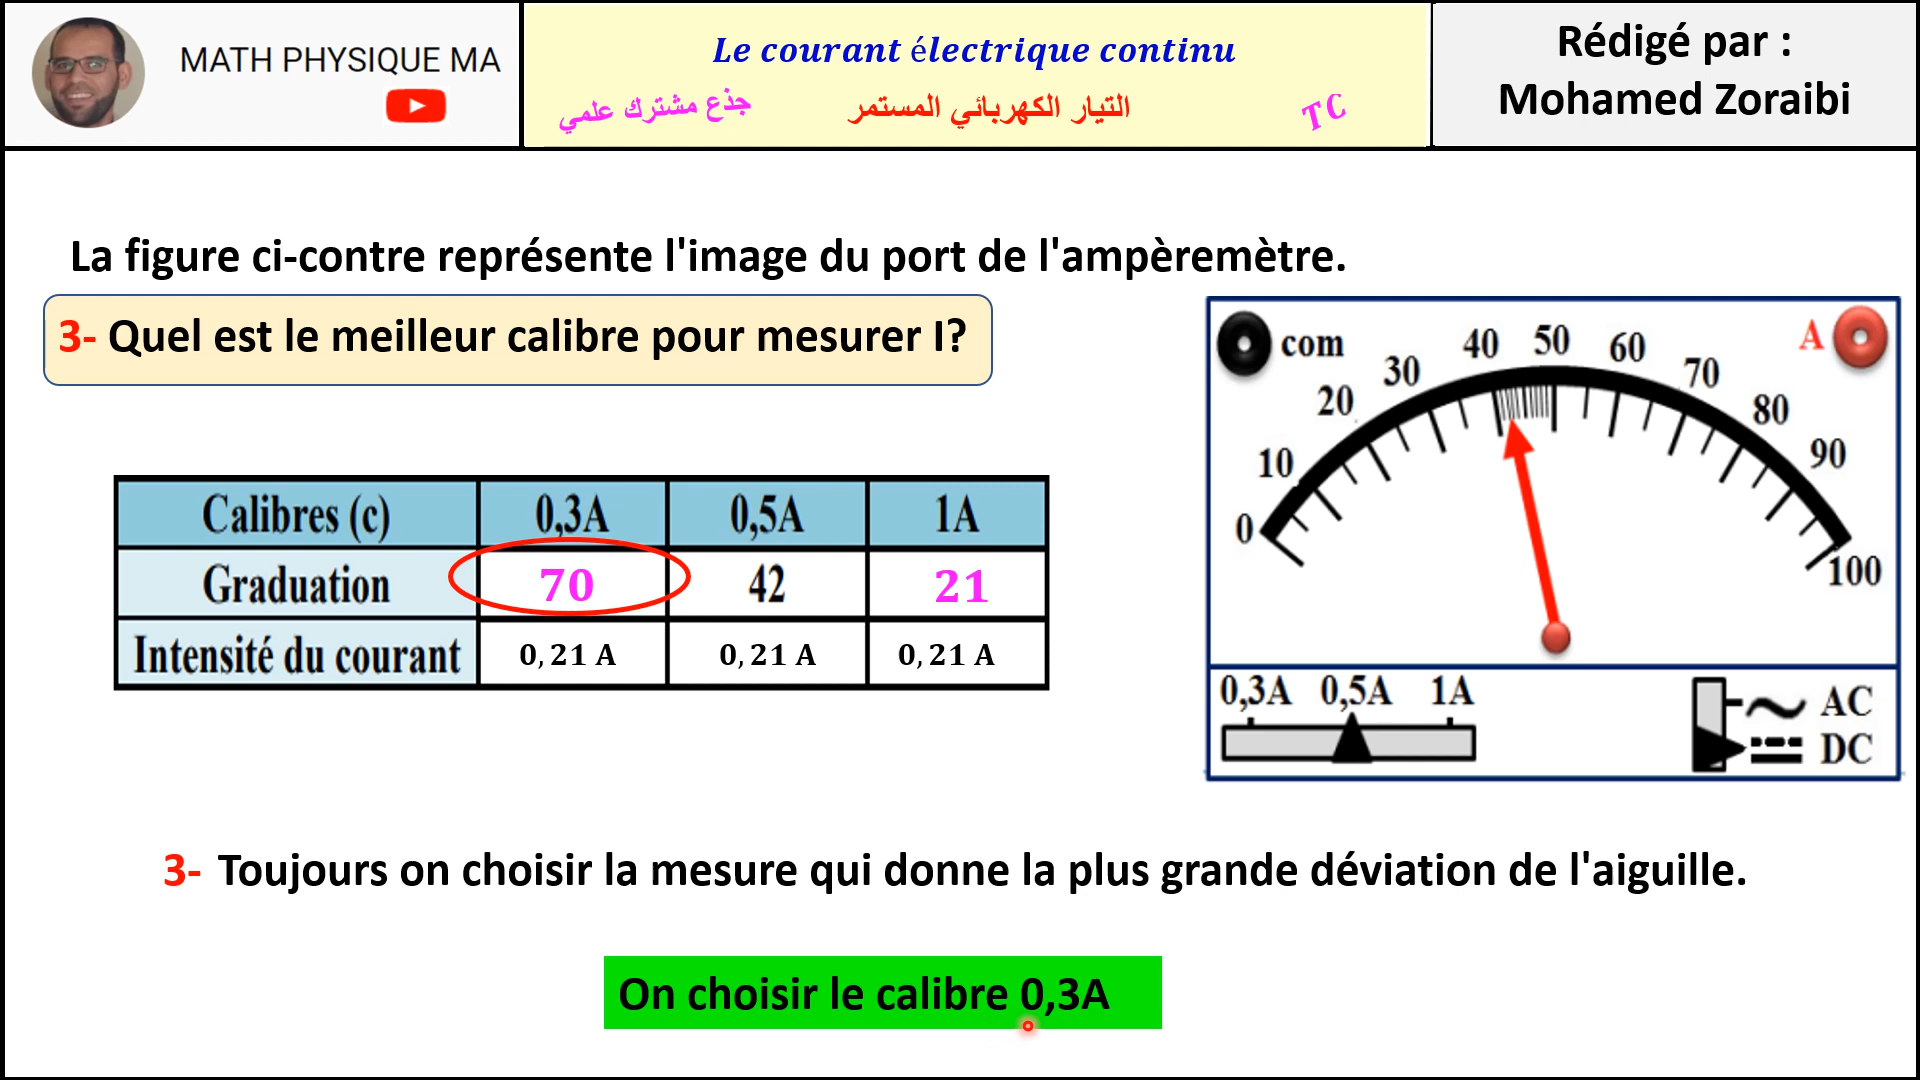 MATH PHYSIQUE MA
Le courant électrique continu
جذع مشترك علمي
التيار الكهربائي المستمر
TC
Rédigé par :
Mohamed Zoraibi
La figure ci-contre représente l'image du port de l'ampèremètre.
3- Quel est le meilleur calibre pour mesurer I?
Calibres (c) 0,3A 0,5A 1A
Graduation 70 42 21
Intensité du courant 0, 21 A 0, 21 A 0, 21 A
com A
0 10 20 30 40 50 60 70 80 90 100
0,3A 0,5A 1A
AC
DC
3- Toujours on choisir la mesure qui donne la plus grande déviation de l'aiguille.
On choisir le calibre 0,3A